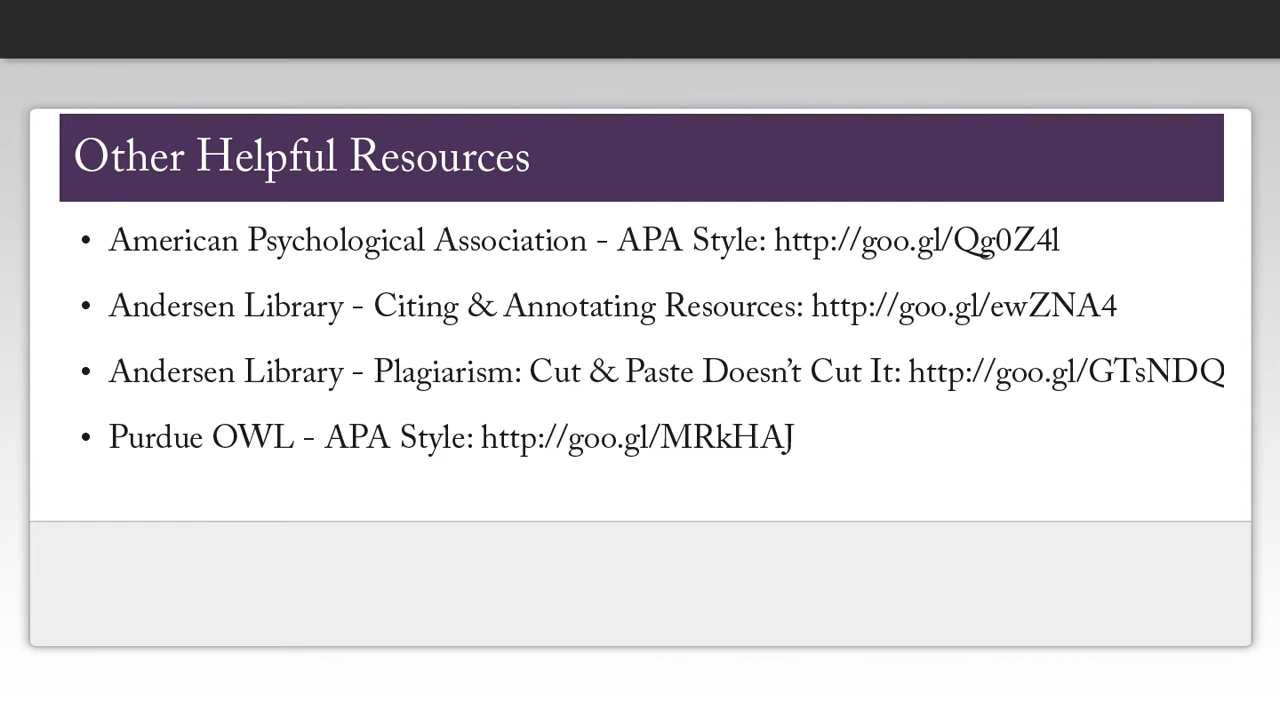 Other Helpful Resources
• American Psychological Association - APA Style: http://goo.gl/Qg0Z4l
• Andersen Library - Citing & Annotating Resources: http://goo.gl/ewZNA4
• Andersen Library - Plagiarism: Cut & Paste Doesn’t Cut It: http://goo.gl/GTsNDQ
• Purdue OWL - APA Style: http://goo.gl/MRkHAJ